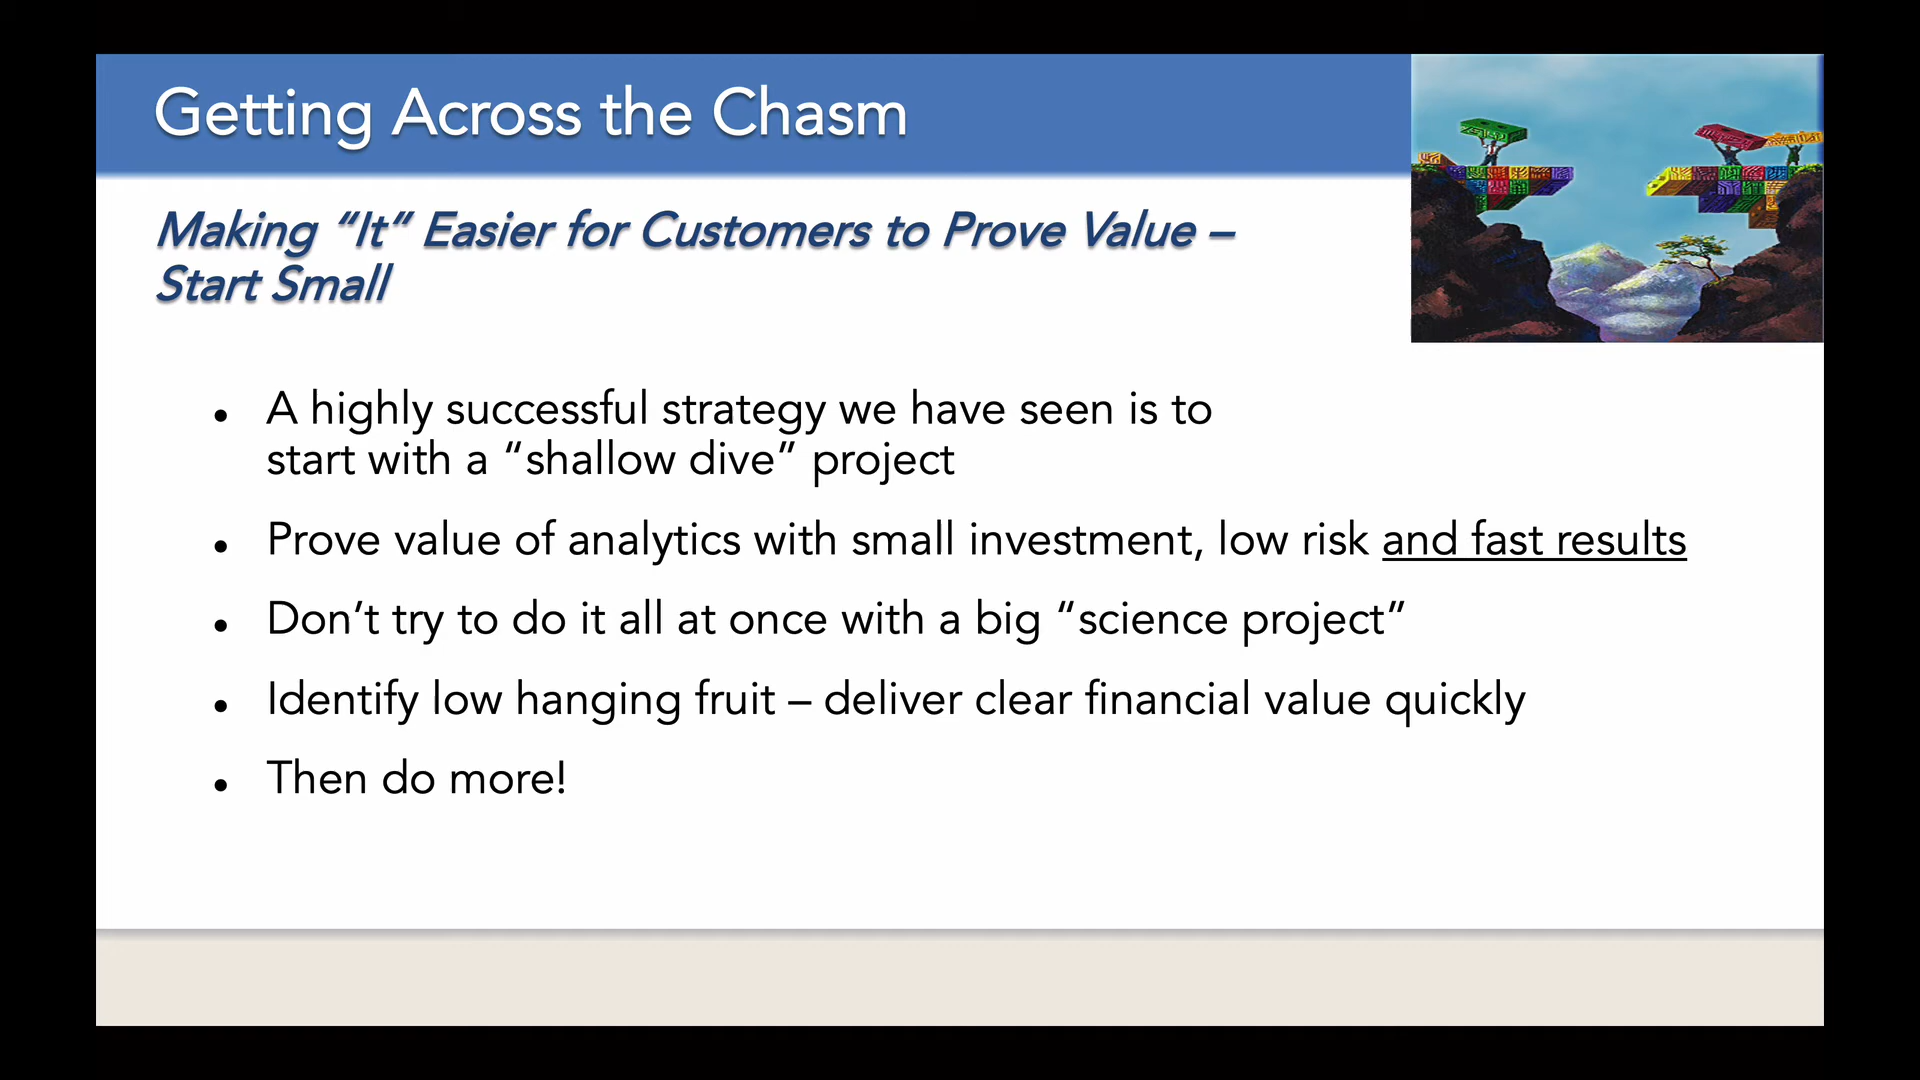 Getting Across the Chasm
Making “It” Easier for Customers to Prove Value –
Start Small
• A highly successful strategy we have seen is to
start with a “shallow dive” project
• Prove value of analytics with small investment, low risk and fast results
• Don’t try to do it all at once with a big “science project”
• Identify low hanging fruit – deliver clear financial value quickly
• Then do more!